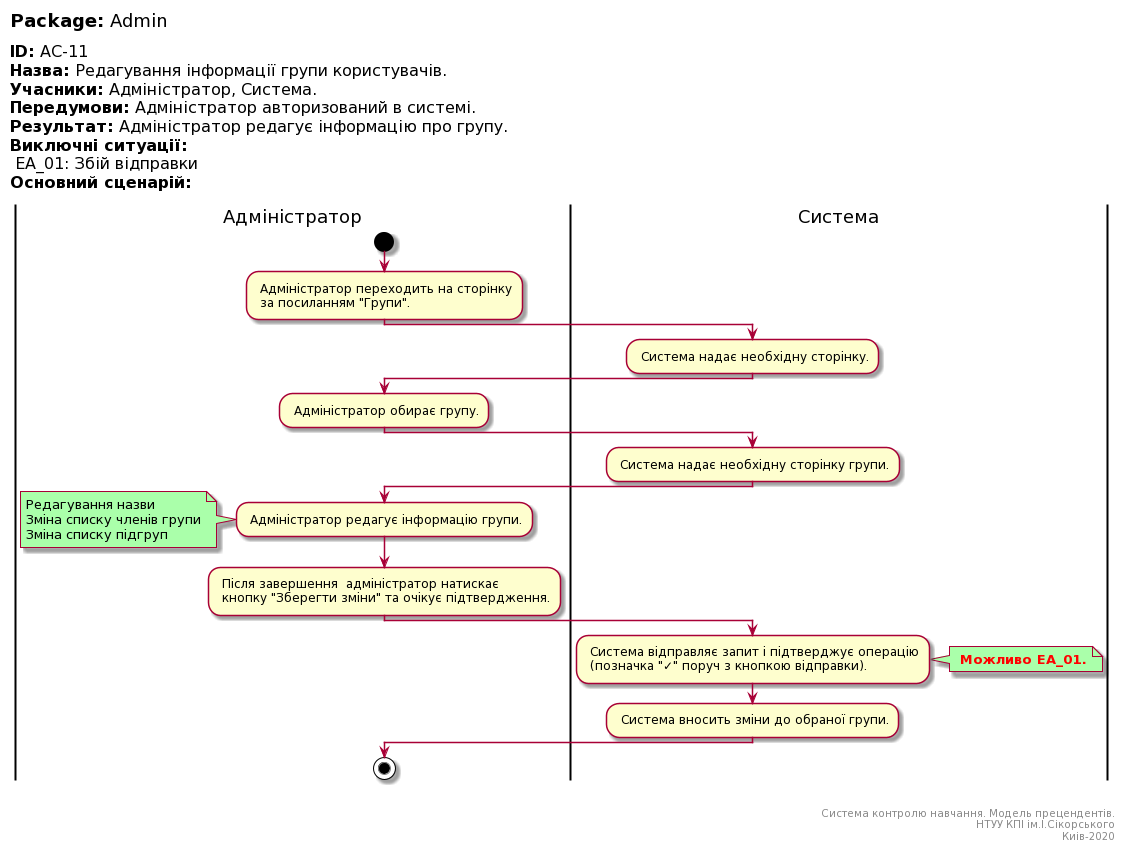 Package: Admin
ID: AC-11
Назва: Редагування інформації групи користувачів.
Учасники: Адміністратор, Система.
Передумови: Адміністратор авторизований в системі.
Результат: Адміністратор редагує інформацію про групу.
Виключні ситуації:
EA_01: Збій відправки
Основний сценарій:
Адміністратор
Система
Адміністратор переходить на сторінку
за посиланням "Групи".
Система надає необхідну сторінку.
Адміністратор обирає групу.
Система надає необхідну сторінку групи.
Редагування назви
Зміна списку членів групи
Зміна списку підгруп
Адміністратор редагує інформацію групи.
Після завершення  адміністратор натискає
кнопку "Зберегти зміни" та очікує підтвердження.
Система відправляє запит і підтверджує операцію
(позначка "✓" поруч з кнопкою відправки).
Можливо EA_01.
Система вносить зміни до обраної групи.
Система контролю навчання. Модель прецендентів.
НТУУ КПІ ім.І.Сікорського
Київ-2020